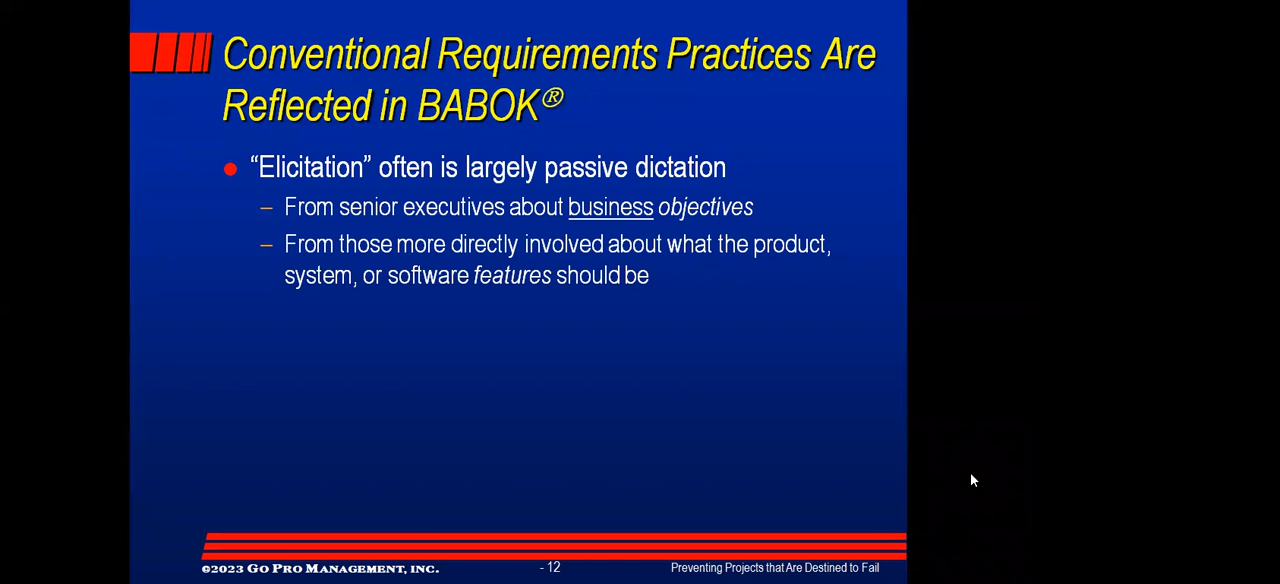 Conventional Requirements Practices Are
Reflected in BABOK®
“Elicitation” often is largely passive dictation
– From senior executives about business objectives
– From those more directly involved about what the product,
system, or software features should be
©2023 Go Pro Management, Inc.
- 12
Preventing Projects that Are Destined to Fail